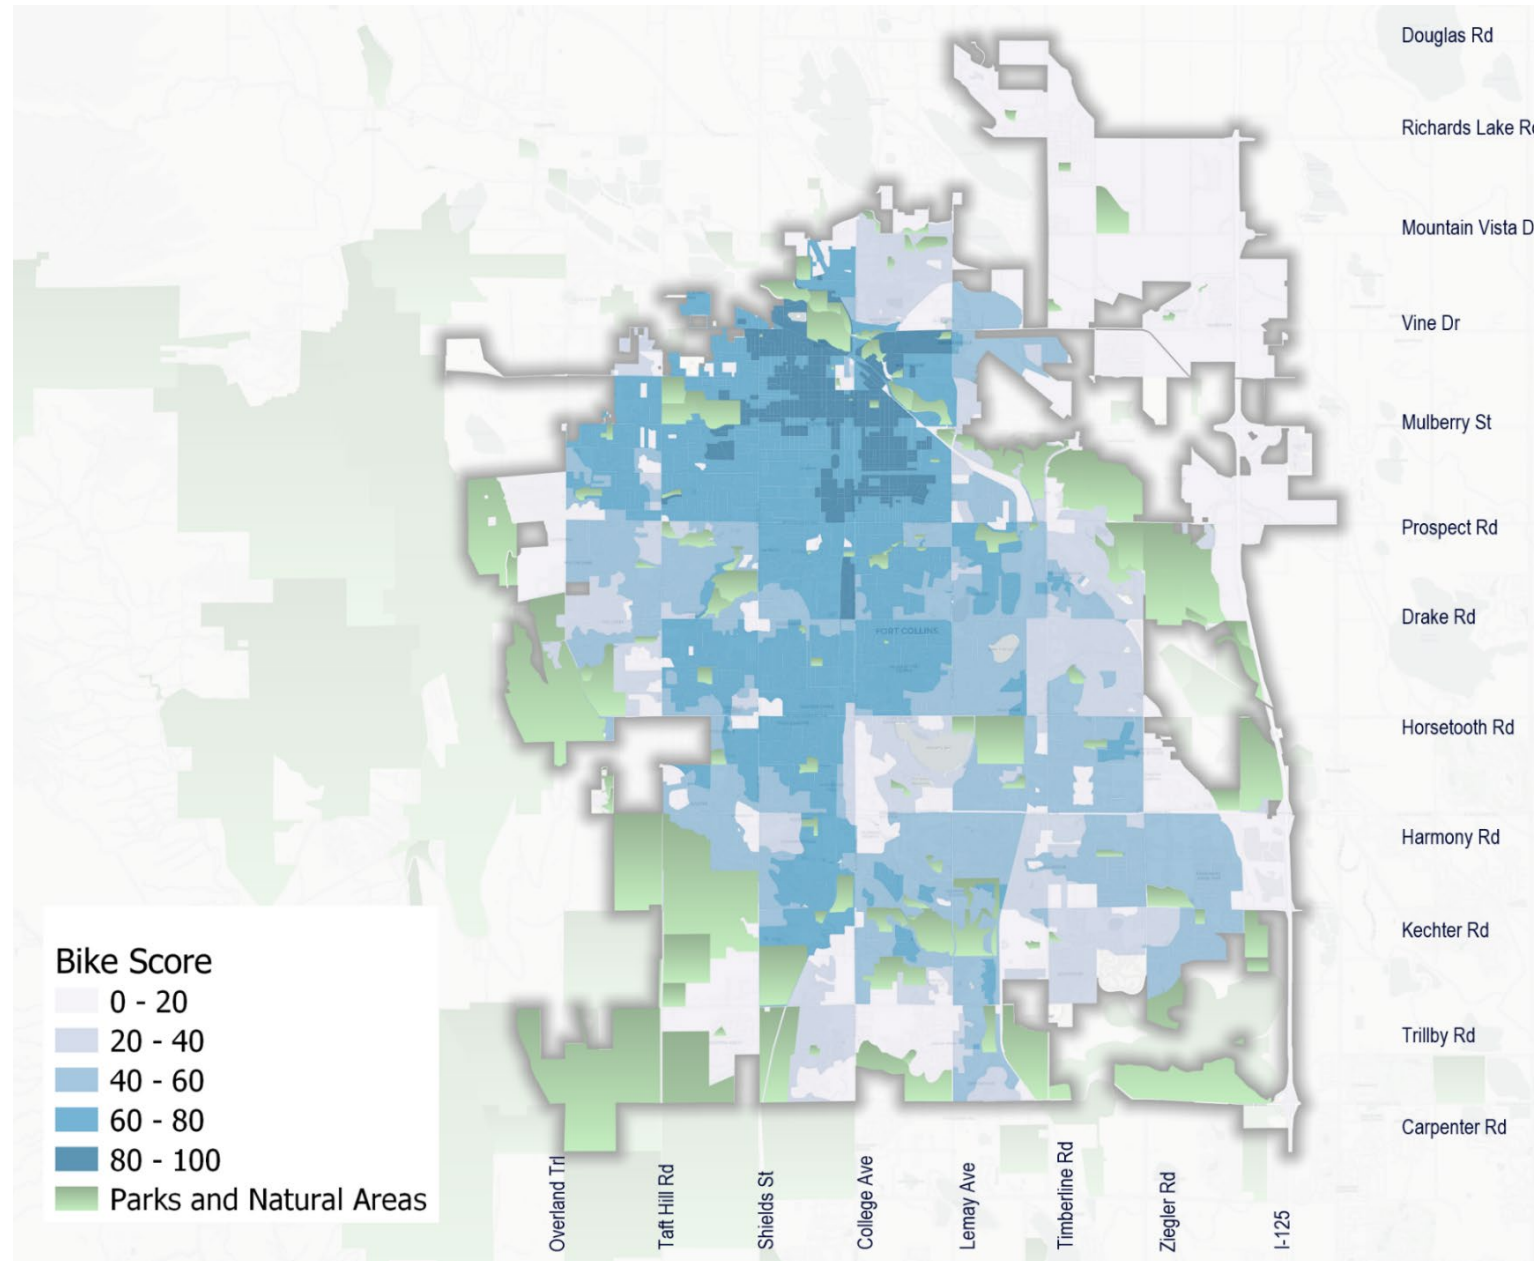 Douglas Rd
Richards Lake R
Mountain Vista D
Vine Dr
Mulberry St
Prospect Rd
FORT COLLINS
Drake Rd
Horsetooth Rd
Harmony Rd
Kechter Rd
Trillby Rd
Carpenter Rd
Bike Score
0 - 20
20 - 40
40 - 60
60 - 80
80 - 100
Parks and Natural Areas
Overland Trl
Taft Hill Rd
Shields St
College Ave
Lemay Ave
Timberline Rd
Ziegler Rd
I-125